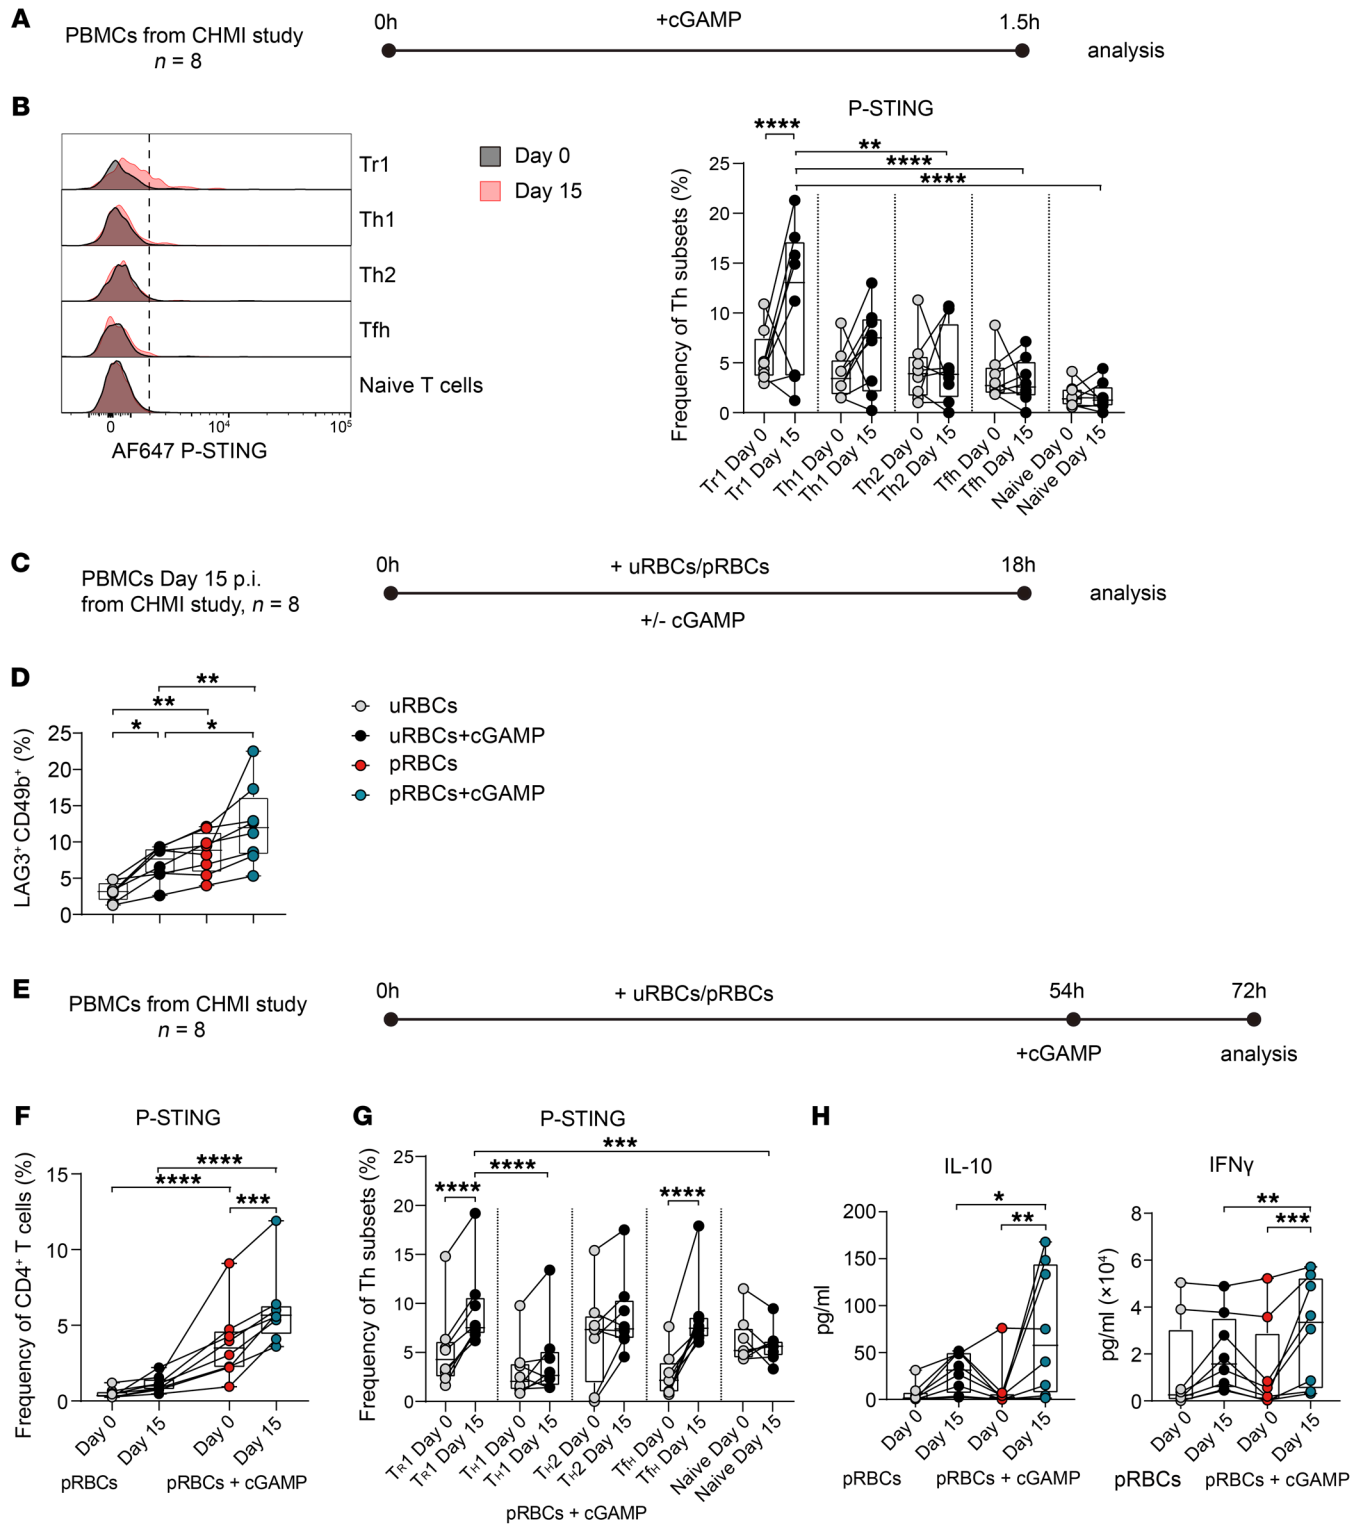 A
PBMCs from CHMI study
n = 8
0h
+cGAMP
1.5h
analysis
B
Tr1
Th1
Th2
Tfh
Naive T cells
0
10⁴
10⁵
AF647 P-STING
Day 0
Day 15
P-STING
****
**
****
****
Frequency of Th subsets (%)
25
20
15
10
5
0
Tr1 Day 0
Tr1 Day 15
Th1 Day 0
Th1 Day 15
Th2 Day 0
Th2 Day 15
Tfh Day 0
Tfh Day 15
Naive Day 0
Naive Day 15
C
PBMCs Day 15 p.i.
from CHMI study, n = 8
0h
+ uRBCs/pRBCs
18h
+/- cGAMP
analysis
D
**
**
*
*
LAG3⁺ CD49b⁺ (%)
25
20
15
10
5
0
uRBCs
uRBCs+cGAMP
pRBCs
pRBCs+cGAMP
E
PBMCs from CHMI study
n = 8
0h
+ uRBCs/pRBCs
54h
72h
+cGAMP
analysis
F
P-STING
****
****
***
Frequency of CD4⁺ T cells (%)
15
10
5
0
Day 0
Day 15
Day 0
Day 15
pRBCs
pRBCs + cGAMP
G
P-STING
***
****
****
****
Frequency of Th subsets (%)
25
20
15
10
5
0
TR1 Day 0
TR1 Day 15
TH1 Day 0
TH1 Day 15
TH2 Day 0
TH2 Day 15
TfH Day 0
TfH Day 15
Naive Day 0
Naive Day 15
pRBCs + cGAMP
H
IL-10
*
**
pg/ml
200
150
100
50
0
Day 0
Day 15
Day 0
Day 15
pRBCs
pRBCs + cGAMP
IFNγ
**
***
pg/ml (×10⁴)
8
6
4
2
0
Day 0
Day 15
Day 0
Day 15
pRBCs
pRBCs + cGAMP